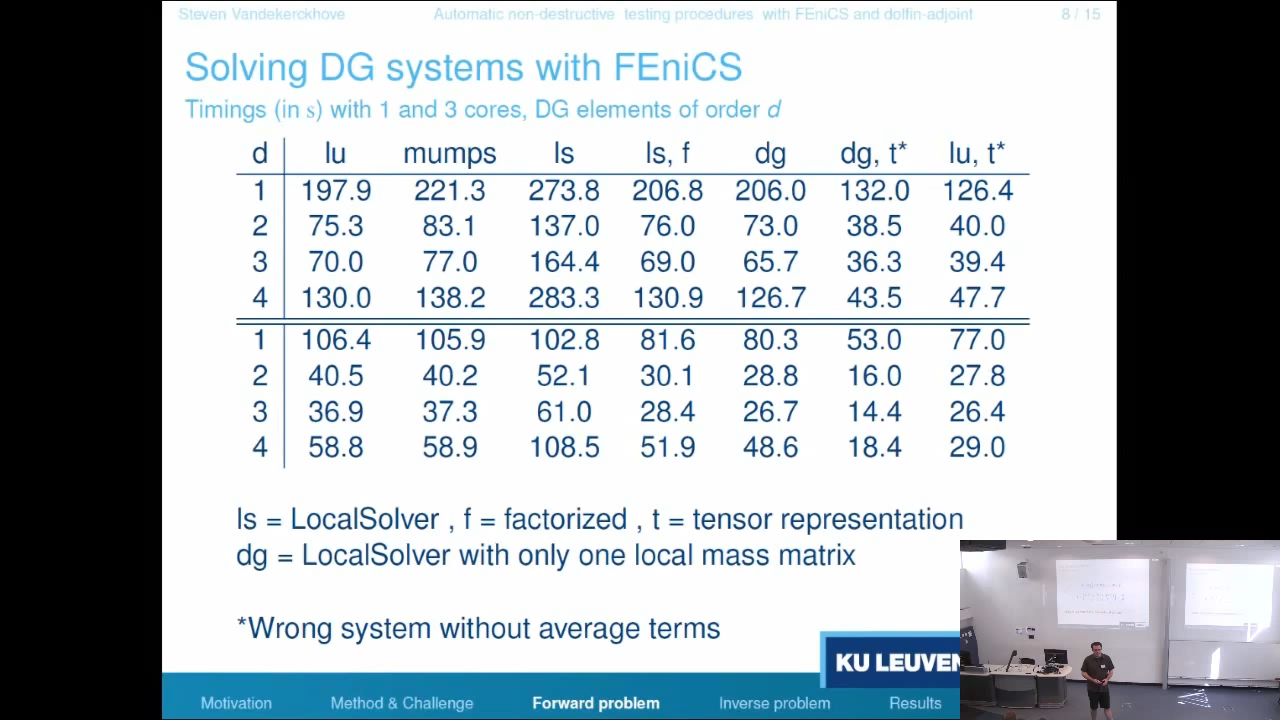 Steven Vandekerckhove Automatic non-destructive testing procedures with FEniCS and dolfin-adjoint 8 / 15
Solving DG systems with FEniCS
Timings (in s) with 1 and 3 cores, DG elements of order d
d lu mumps ls ls, f dg dg, t* lu, t*
1 197.9 221.3 273.8 206.8 206.0 132.0 126.4
2 75.3 83.1 137.0 76.0 73.0 38.5 40.0
3 70.0 77.0 164.4 69.0 65.7 36.3 39.4
4 130.0 138.2 283.3 130.9 126.7 43.5 47.7
1 106.4 105.9 102.8 81.6 80.3 53.0 77.0
2 40.5 40.2 52.1 30.1 28.8 16.0 27.8
3 36.9 37.3 61.0 28.4 26.7 14.4 26.4
4 58.8 58.9 108.5 51.9 48.6 18.4 29.0
ls = LocalSolver , f = factorized , t = tensor representation
dg = LocalSolver with only one local mass matrix
*Wrong system without average terms
KU LEUVEN
Motivation Method & Challenge Forward problem Inverse problem Results